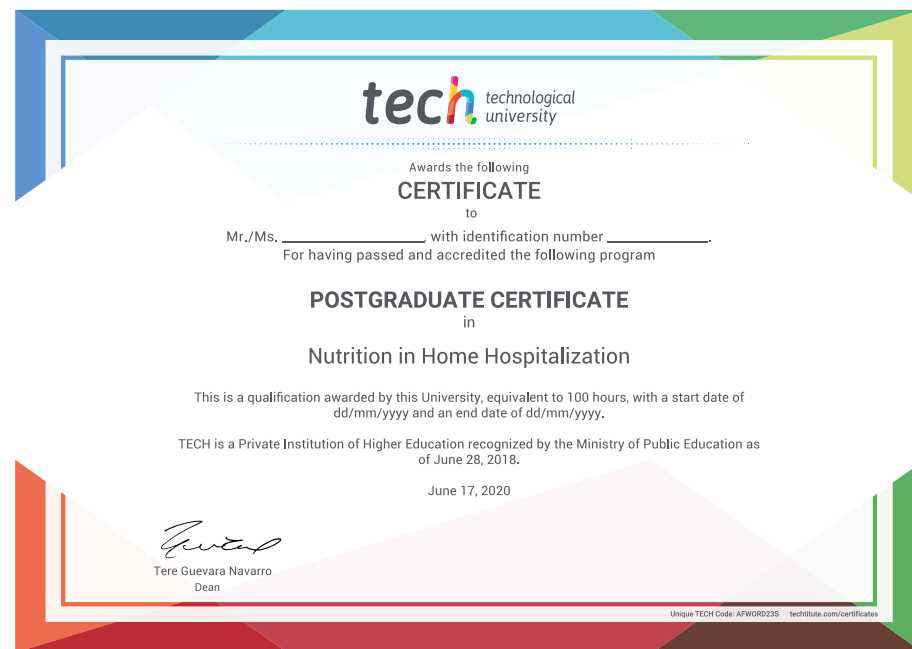 tech technological
university
Awards the following
CERTIFICATE
to
Mr./Ms. ____________________, with identification number ______________.
For having passed and accredited the following program
POSTGRADUATE CERTIFICATE
in
Nutrition in Home Hospitalization
This is a qualification awarded by this University, equivalent to 100 hours, with a start date of
dd/mm/yyyy and an end date of dd/mm/yyyy.
TECH is a Private Institution of Higher Education recognized by the Ministry of Public Education as
of June 28, 2018.
June 17, 2020
Tere Guevara Navarro
Dean
Unique TECH Code: AFWORD23S techtitute.com/certificates